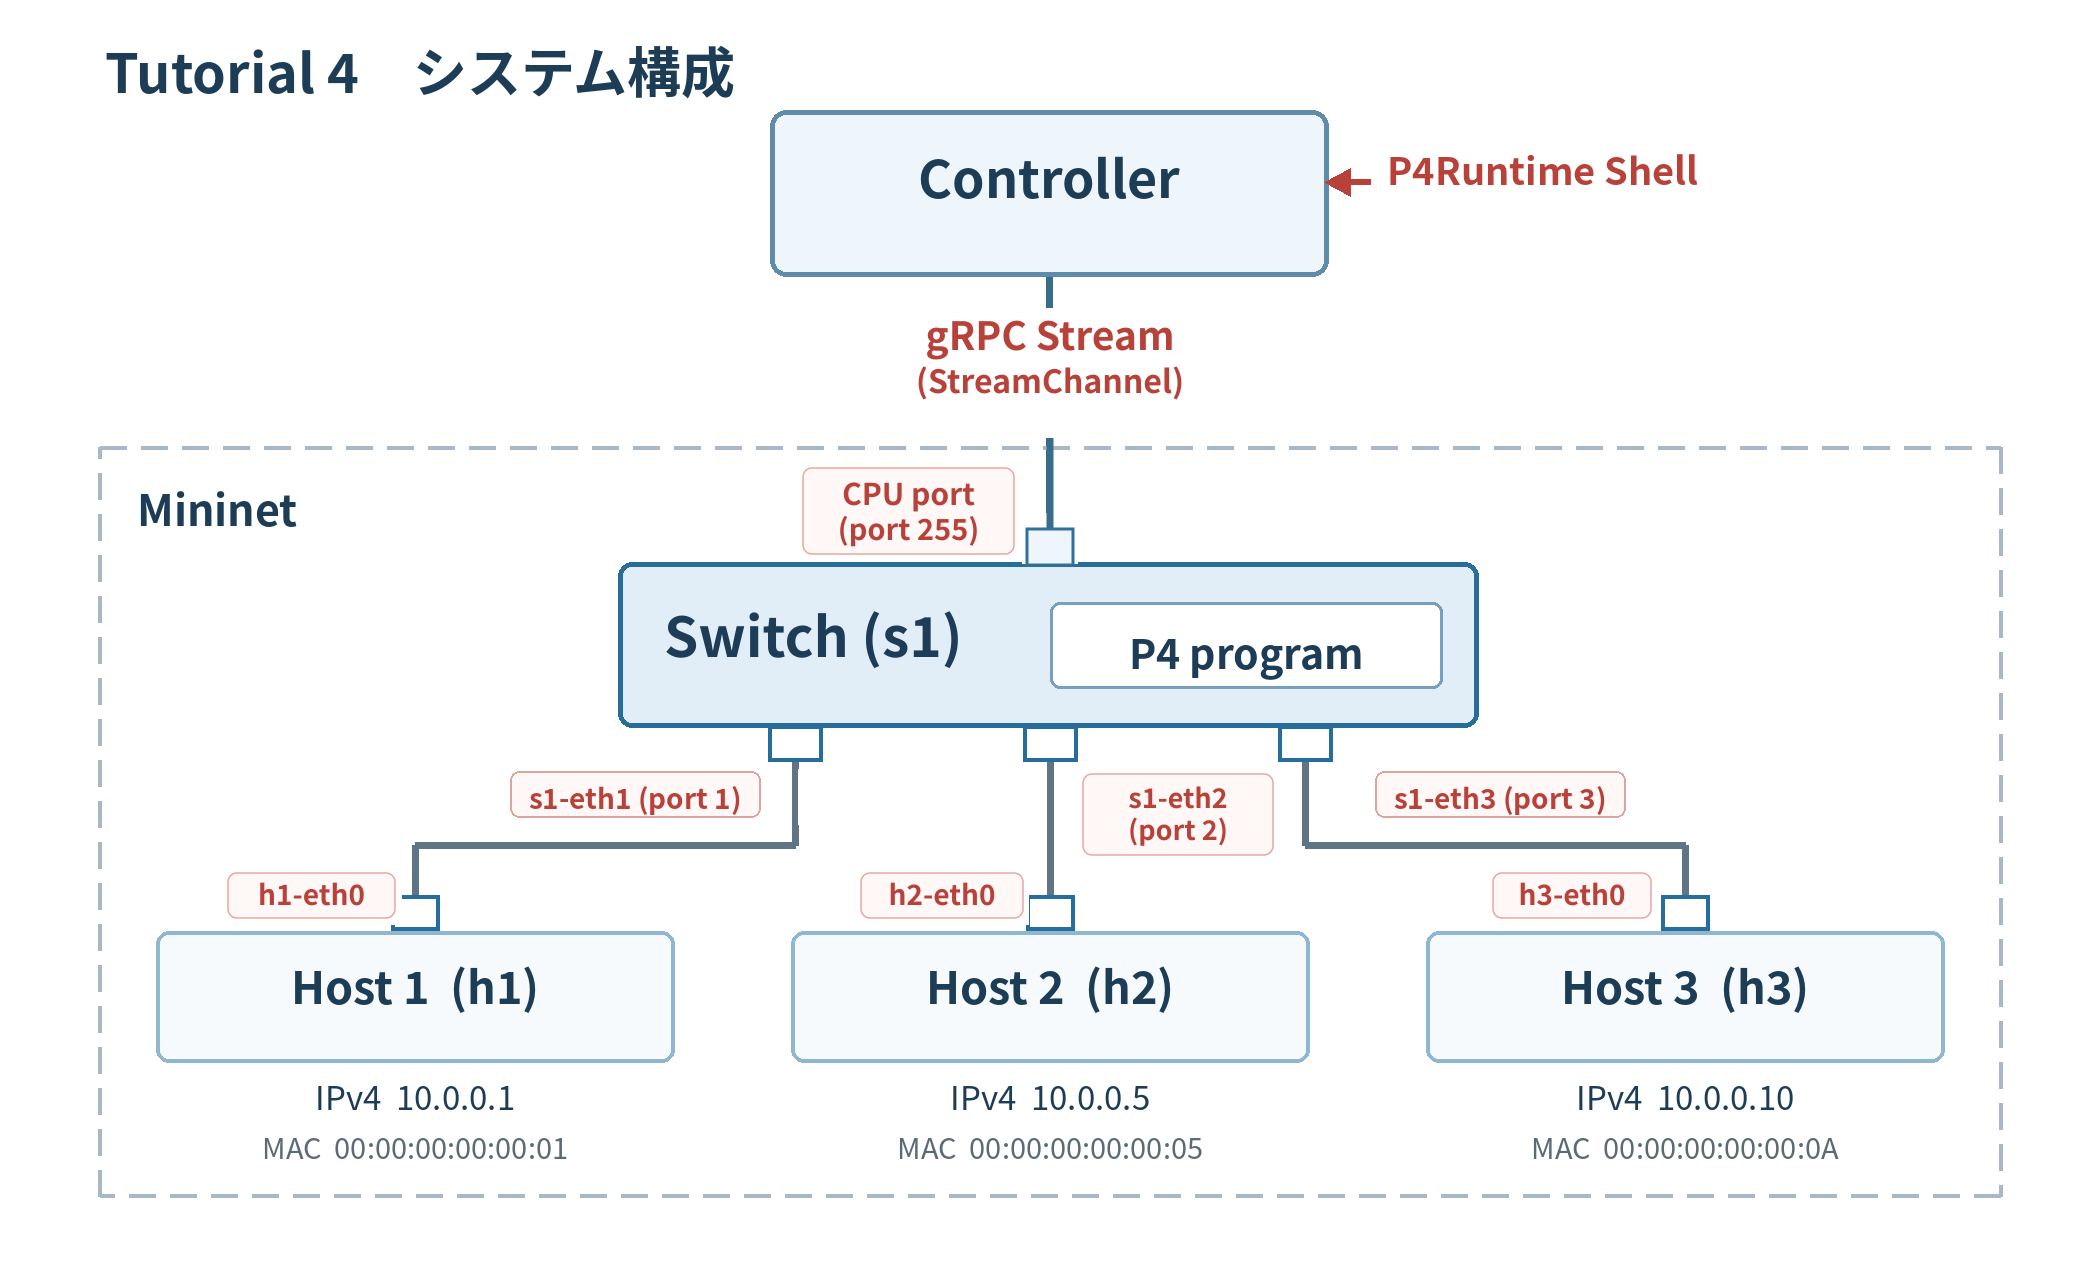 Tutorial 4　システム構成
Controller
P4Runtime Shell
gRPC Stream
(StreamChannel)
Mininet
CPU port
(port 255)
Switch (s1)
P4 program
s1-eth1 (port 1)
s1-eth2
(port 2)
s1-eth3 (port 3)
h1-eth0
h2-eth0
h3-eth0
Host 1 (h1)
Host 2 (h2)
Host 3 (h3)
IPv4 10.0.0.1
IPv4 10.0.0.5
IPv4 10.0.0.10
MAC 00:00:00:00:00:01
MAC 00:00:00:00:00:05
MAC 00:00:00:00:00:0A